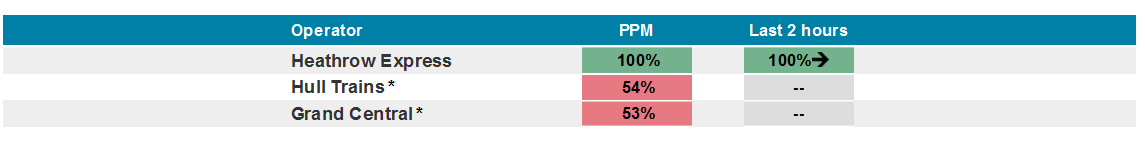 Operator PPM Last 2 hours
Heathrow Express 100% 100%➔
Hull Trains * 54% --
Grand Central * 53% --